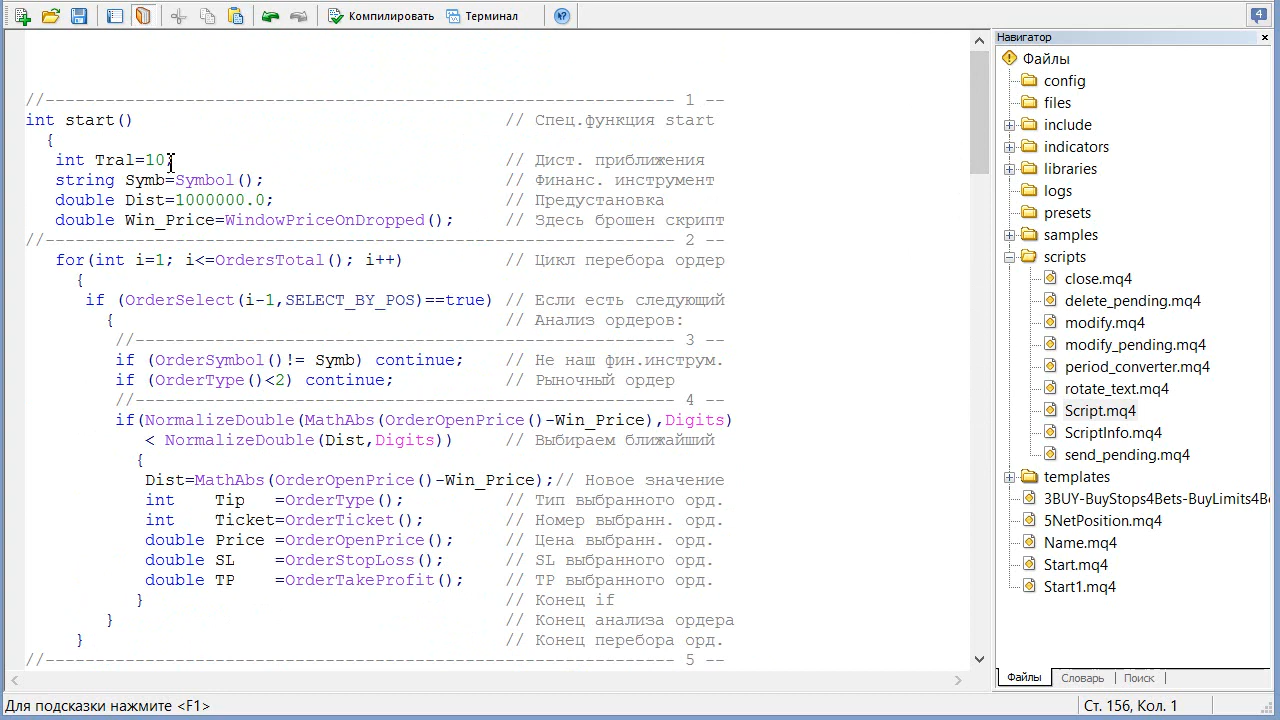 Компилировать Терминал 4
//--------------------------------------------------------------- 1 --
int start() // Спец.функция start
{
int Tral=10; // Дист. приближения
string Symb=Symbol(); // Финанс. инструмент
double Dist=1000000.0; // Предустановка
double Win_Price=WindowPriceOnDropped(); // Здесь брошен скрипт
//--------------------------------------------------------------- 2 --
for(int i=1; i<=OrdersTotal(); i++) // Цикл перебора ордер
{
if (OrderSelect(i-1,SELECT_BY_POS)==true) // Если есть следующий
{ // Анализ ордеров:
//------------------------------------------------------ 3 --
if (OrderSymbol()!= Symb) continue; // Не наш фин.инструм.
if (OrderType()<2) continue; // Рыночный ордер
//------------------------------------------------------ 4 --
if(NormalizeDouble(MathAbs(OrderOpenPrice()-Win_Price),Digits)
< NormalizeDouble(Dist,Digits)) // Выбираем ближайший
{
Dist=MathAbs(OrderOpenPrice()-Win_Price);// Новое значение
int Tip =OrderType(); // Тип выбранного орд.
int Ticket=OrderTicket(); // Номер выбранн. орд.
double Price =OrderOpenPrice(); // Цена выбранн. орд.
double SL =OrderStopLoss(); // SL выбранного орд.
double TP =OrderTakeProfit(); // TP выбранного орд.
} // Конец if
} // Конец анализа ордера
} // Конец перебора орд.
//--------------------------------------------------------------- 5 --
Навигатор
Файлы
config
files
include
indicators
libraries
logs
presets
samples
scripts
close.mq4
delete_pending.mq4
modify.mq4
modify_pending.mq4
period_converter.mq4
rotate_text.mq4
Script.mq4
ScriptInfo.mq4
send_pending.mq4
templates
3BUY-BuyStops4Bets-BuyLimits4Be
5NetPosition.mq4
Name.mq4
Start.mq4
Start1.mq4
Файлы Словарь Поиск
Для подсказки нажмите <F1> Ст. 156, Кол. 1